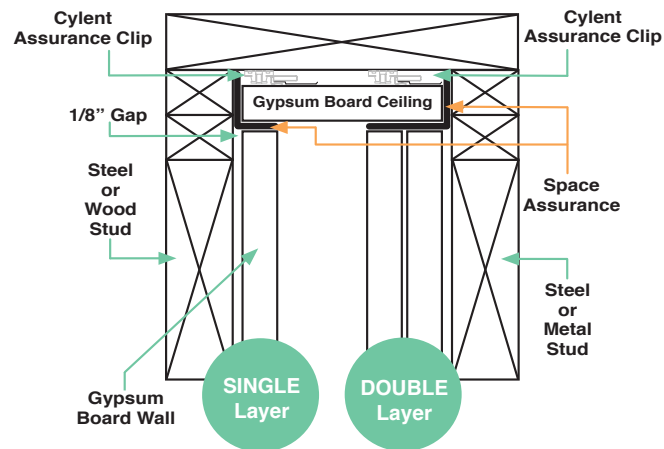 Cylent
Assurance Clip
Cylent
Assurance Clip
Gypsum Board Ceiling
1/8” Gap
Steel
or
Wood
Stud
Space
Assurance
Steel
or
Metal
Stud
Gypsum
Board Wall
SINGLE
Layer
DOUBLE
Layer